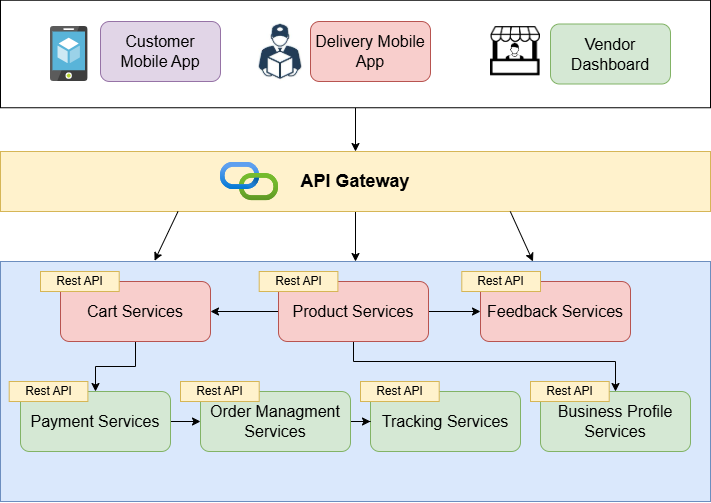 Customer
Mobile App
Delivery Mobile
App
Vendor
Dashboard
API Gateway
Rest API
Cart Services
Rest API
Product Services
Rest API
Feedback Services
Rest API
Payment Services
Rest API
Order Managment
Services
Rest API
Tracking Services
Rest API
Business Profile
Services